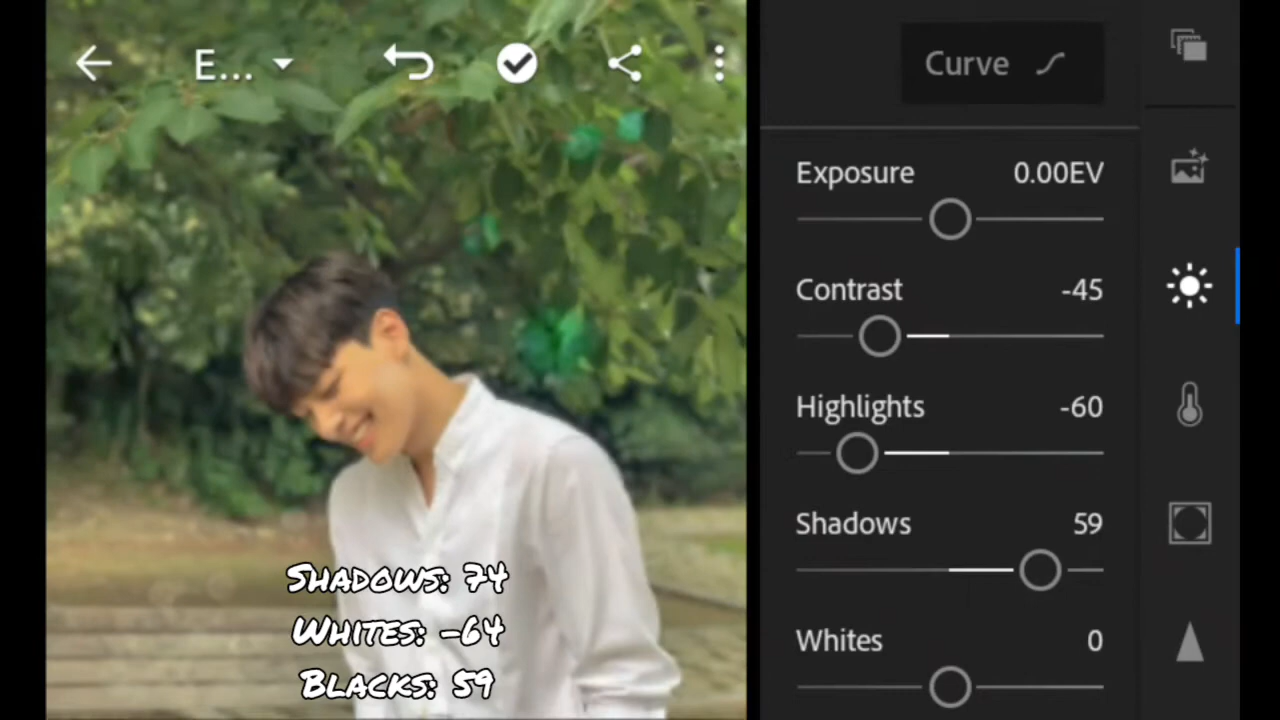 E...
Curve
Exposure 0.00EV
Contrast -45
Highlights -60
Shadows 59
Whites 0
Shadows: 74
Whites: -64
Blacks: 59